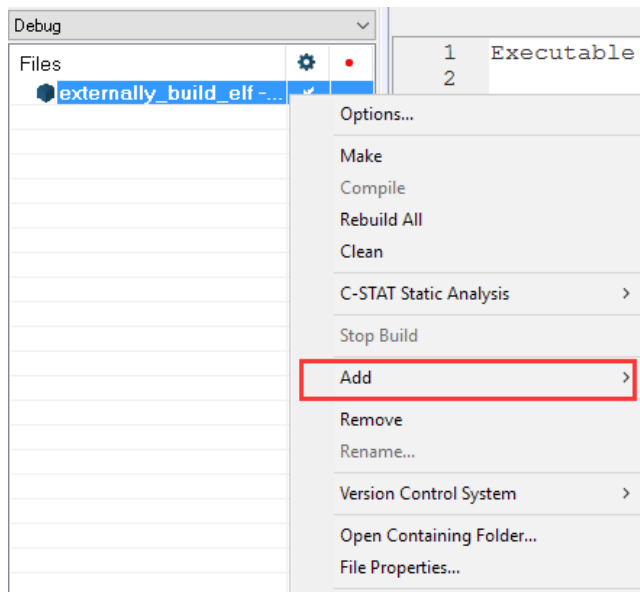 Debug
Files
externally_build_elf -...
1 Executable
2
Options...
Make
Compile
Rebuild All
Clean
C-STAT Static Analysis
Stop Build
Add
Remove
Rename...
Version Control System
Open Containing Folder...
File Properties...